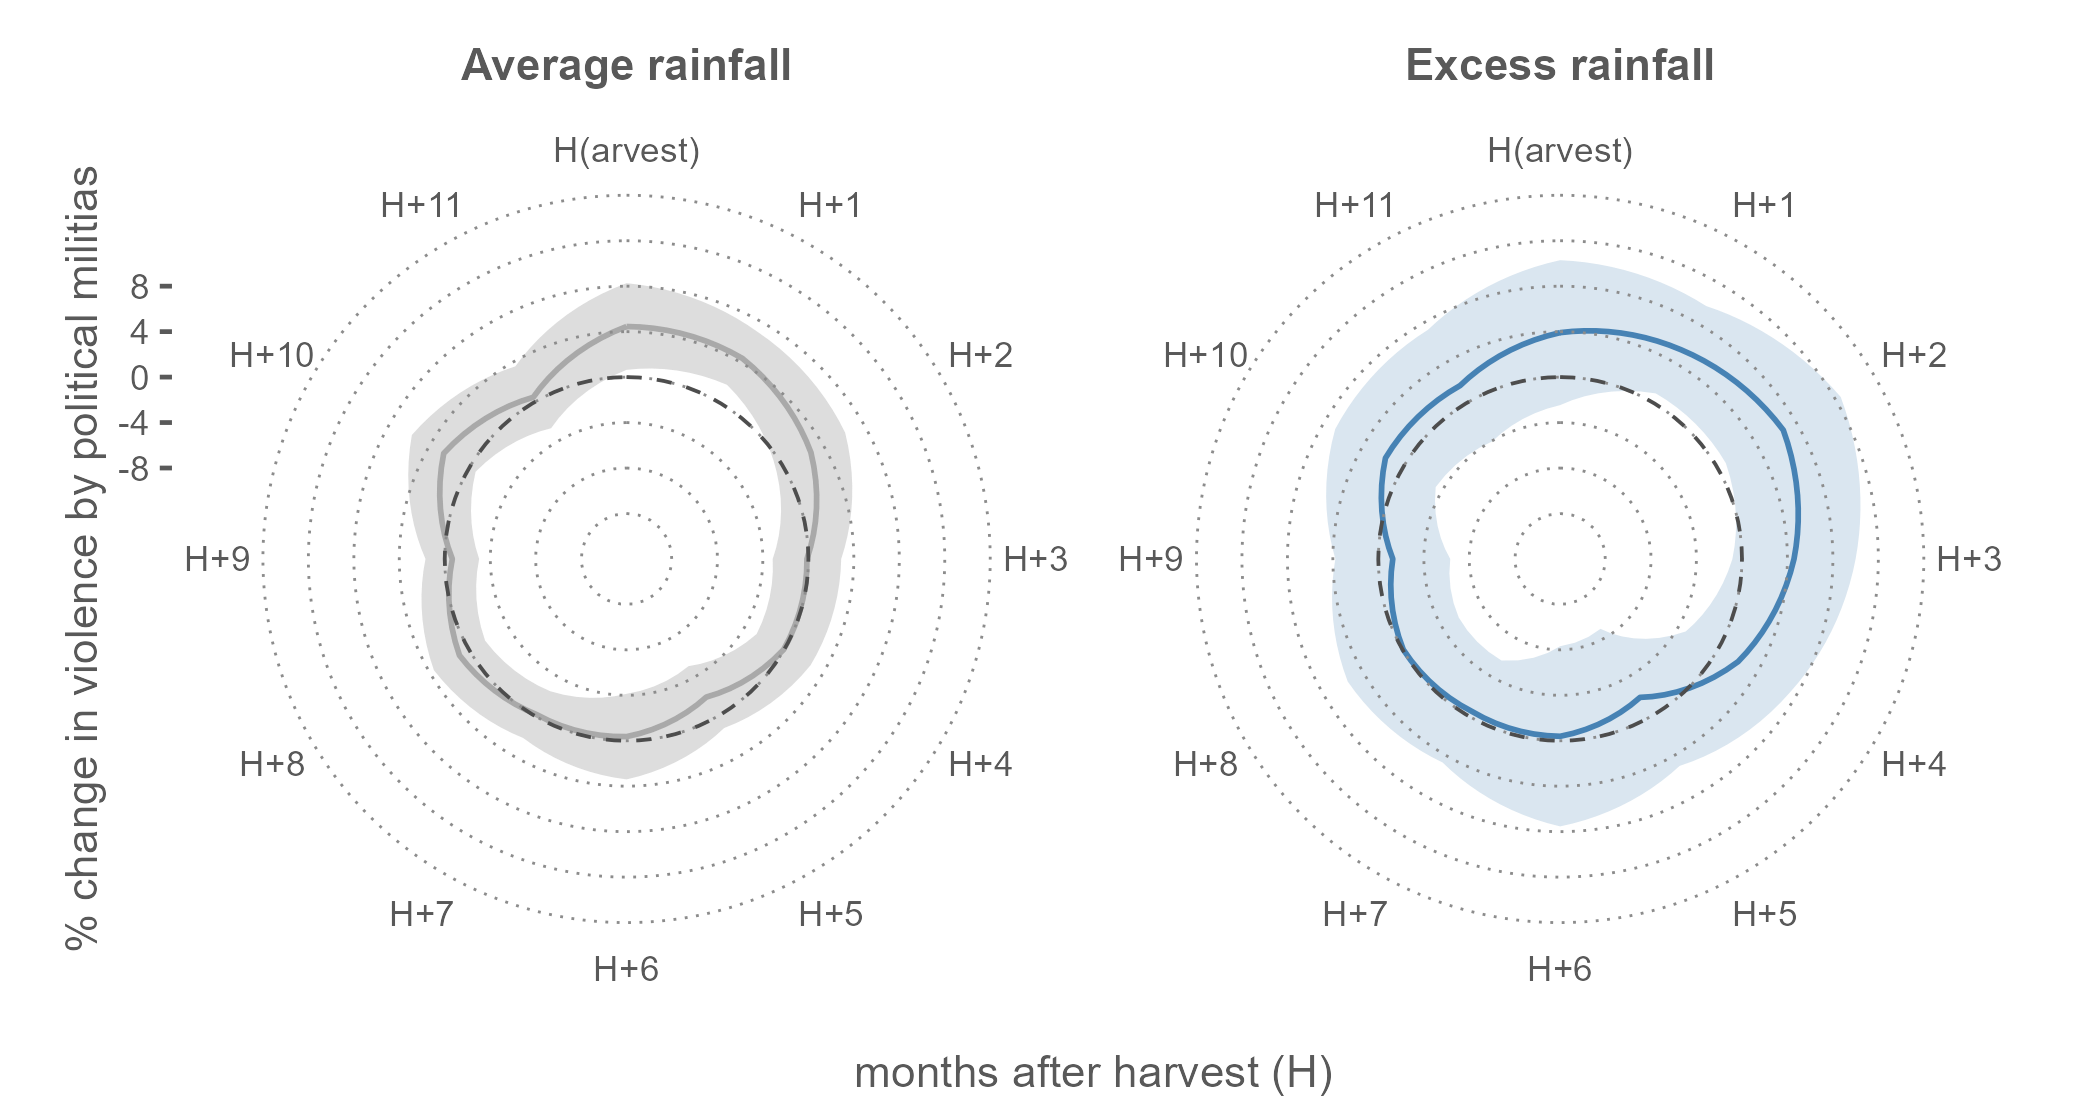 Average rainfall
Excess rainfall
% change in violence by political militias
8
4
0
-4
-8
H(arvest)
H+1
H+2
H+3
H+4
H+5
H+6
H+7
H+8
H+9
H+10
H+11
H(arvest)
H+1
H+2
H+3
H+4
H+5
H+6
H+7
H+8
H+9
H+10
H+11
months after harvest (H)